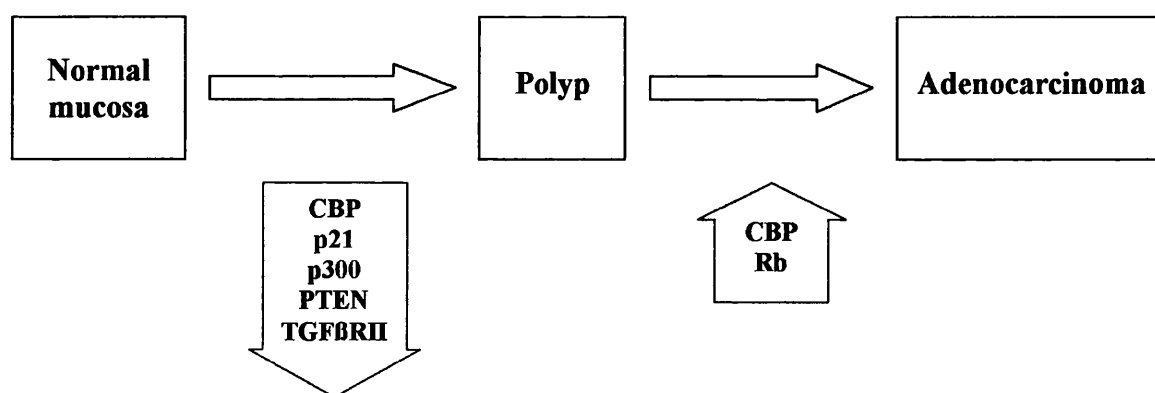 Normal
mucosa
Polyp
Adenocarcinoma
CBP
p21
p300
PTEN
TGFßRII
CBP
Rb